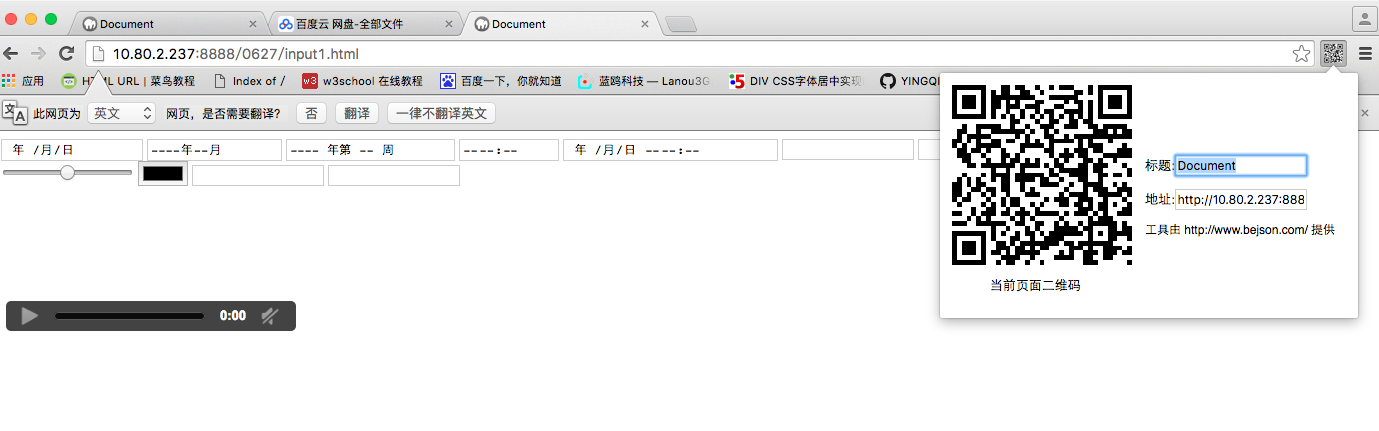 Document
百度云 网盘-全部文件
Document
10.80.2.237:8888/0627/input1.html
应用
HTML URL | 菜鸟教程
Index of /
w3school 在线教程
百度一下，你就知道
蓝鸥科技 — Lanou3G
DIV CSS字体居中实现
YINGQI
此网页为
英文
网页，是否需要翻译？
否
翻译
一律不翻译英文
年 /月/日
----年--月
---- 年第 -- 周
----:--
年 /月/日 ----:--
0:00
标题:
Document
地址:
http://10.80.2.237:888
工具由 http://www.bejson.com/ 提供
当前页面二维码